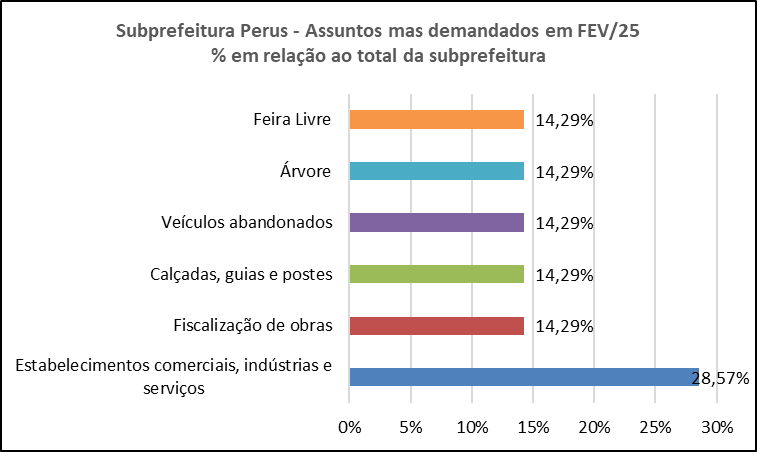 Subprefeitura Perus - Assuntos mas demandados em FEV/25
% em relação ao total da subprefeitura
Feira Livre
14,29%
Árvore
14,29%
Veículos abandonados
14,29%
Calçadas, guias e postes
14,29%
Fiscalização de obras
14,29%
Estabelecimentos comerciais, indústrias e
serviços
28,57%
0% 5% 10% 15% 20% 25% 30%